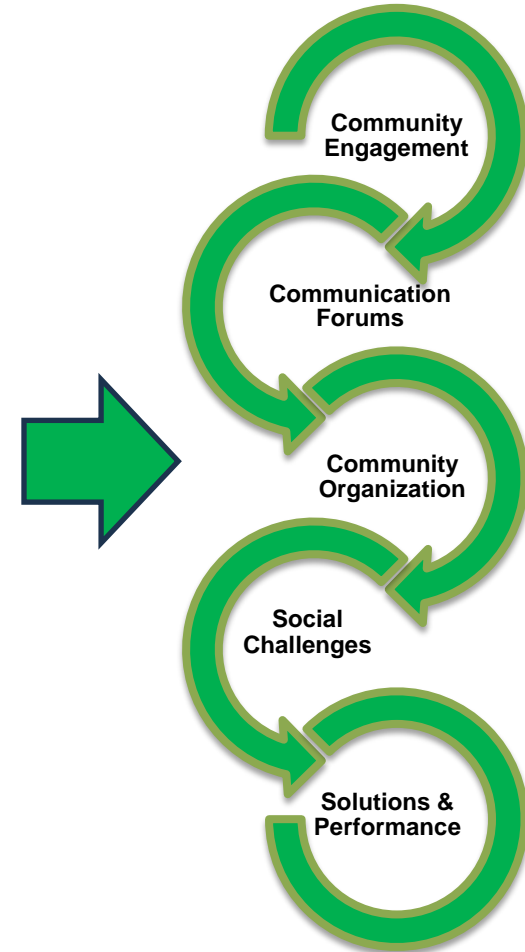 Community
Engagement
Communication
Forums
Community
Organization
Social
Challenges
Solutions &
Performance